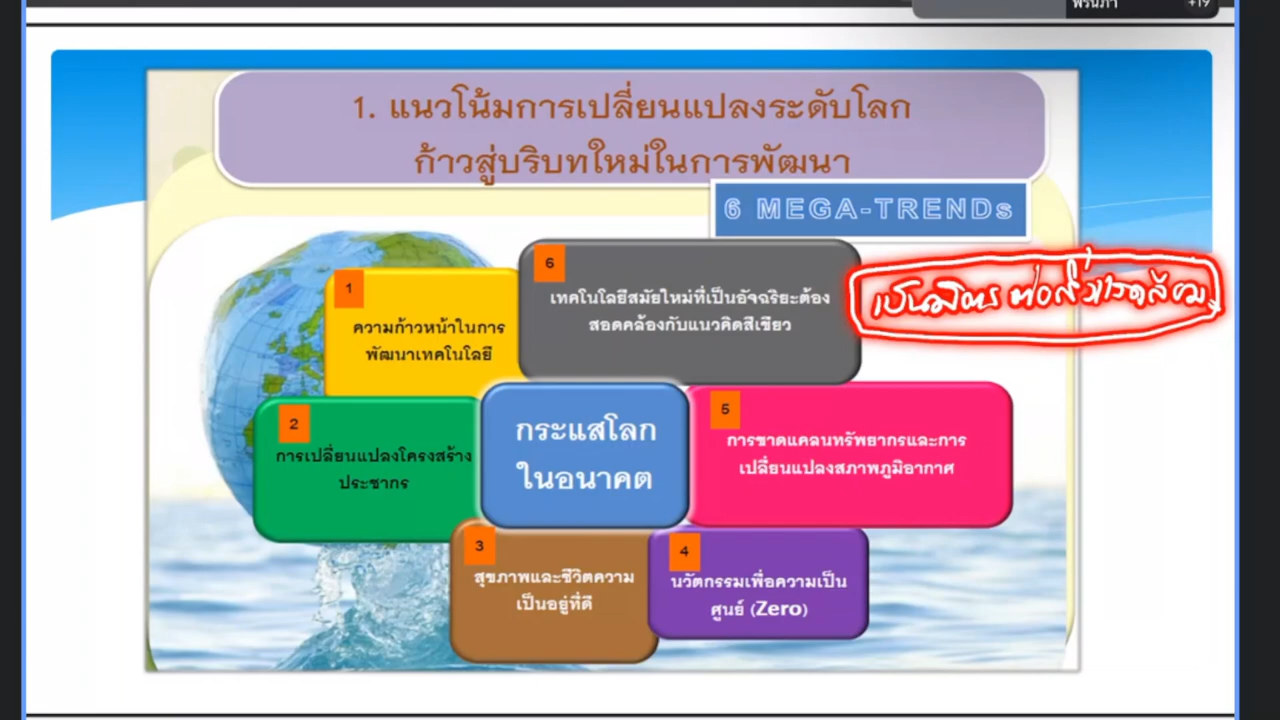 พรนภา
+19
1. แนวโน้มการเปลี่ยนแปลงระดับโลก
ก้าวสู่บริบทใหม่ในการพัฒนา
6 MEGA-TRENDs
6
เทคโนโลยีสมัยใหม่ที่เป็นอัจฉริยะต้อง
สอดคล้องกับแนวคิดสีเขียว
เป็นมิตร ต่อสิ่งแวดล้อม
1
ความก้าวหน้าในการ
พัฒนาเทคโนโลยี
2
การเปลี่ยนแปลงโครงสร้าง
ประชากร
กระแสโลก
ในอนาคต
5
การขาดแคลนทรัพยากรและการ
เปลี่ยนแปลงสภาพภูมิอากาศ
3
สุขภาพและชีวิตความ
เป็นอยู่ที่ดี
4
นวัตกรรมเพื่อความเป็น
ศูนย์ (Zero)